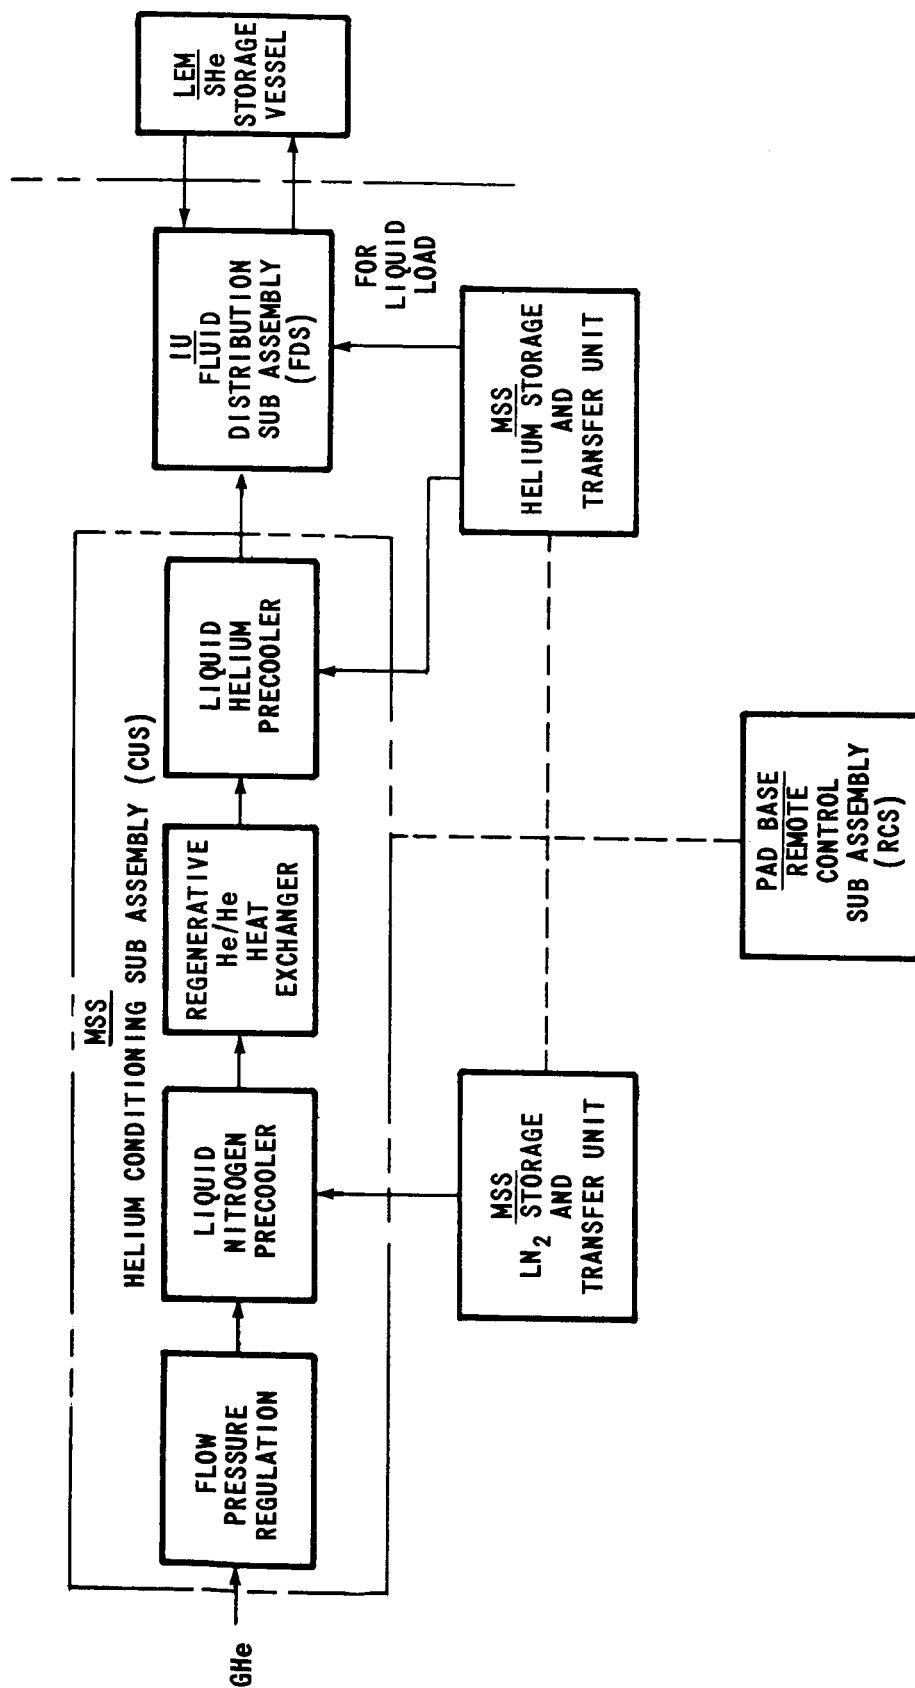 MSS
HELIUM CONDITIONING SUB ASSEMBLY (CUS)
GHe
FLOW
PRESSURE
REGULATION
LIQUID
NITROGEN
PRECOOLER
REGENERATIVE
He/He
HEAT
EXCHANGER
LIQUID
HELIUM
PRECOOLER
IU
FLUID
DISTRIBUTION
SUB ASSEMBLY
(FDS)
LEM
SHe
STORAGE
VESSEL
FOR
LIQUID
LOAD
MSS
LN2 STORAGE
AND
TRANSFER UNIT
MSS
HELIUM STORAGE
AND
TRANSFER UNIT
PAD BASE
REMOTE
CONTROL
SUB ASSEMBLY
(RCS)